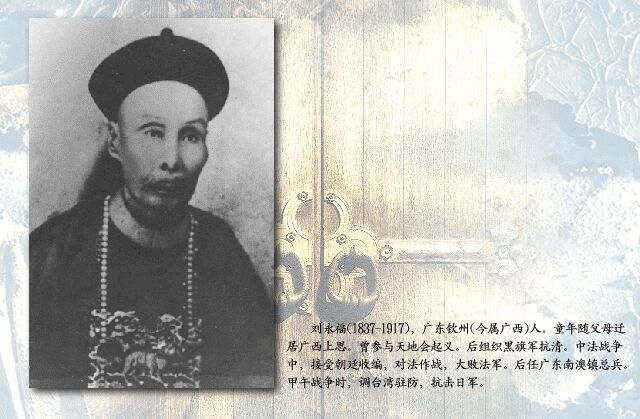 刘永福(1837-1917)，广东钦州(今属广西)人。童年随父母迁
居广西上思。曾参与天地会起义。后组织黑旗军抗清。中法战争
中，接受朝廷收编，对法作战，大败法军。后任广东南澳镇总兵。
甲午战争时，调台湾驻防，抗击日军。